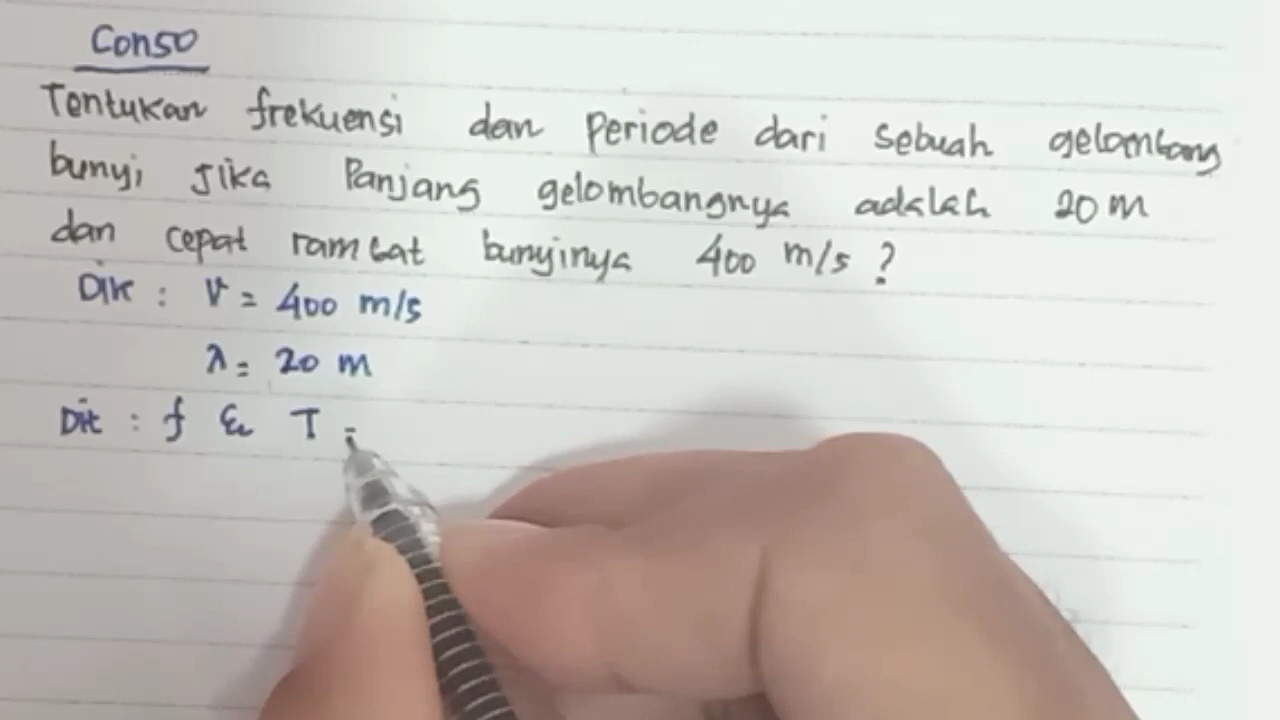 Conso
Tentukan frekuensi dan Periode dari sebuah gelombang
bunyi Jika Panjang gelombangnya adalah 20 m
dan cepat rambat bunyinya 400 m/s ?
Dik : V = 400 m/s
λ = 20 m
Dit : f & T =